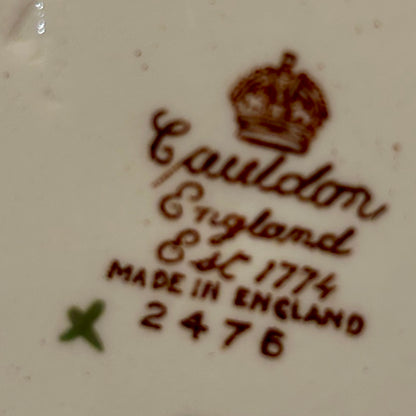 Cauldon
England
Est 1774
MADE IN ENGLAND
2476